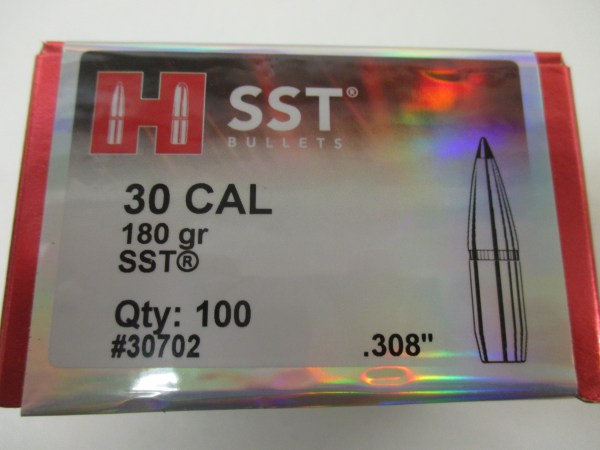 H SST®
BULLETS
30 CAL
180 gr
SST®
Qty: 100
#30702 .308"